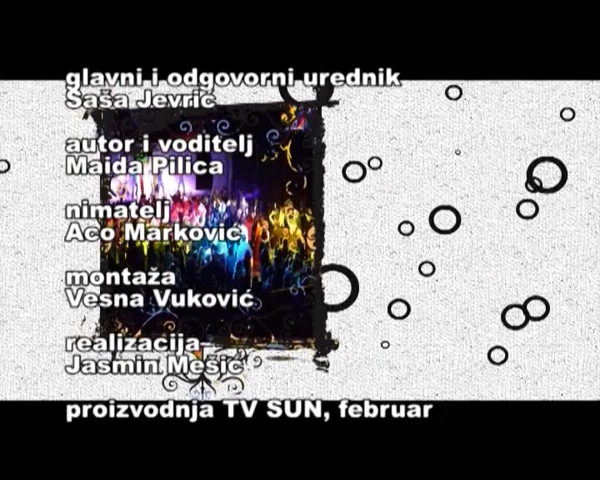 glavni i odgovorni urednik
Saša Jevrić
autor i voditelj
Maida Pilica
nimatelj
Aco Marković
montaža
Vesna Vuković
realizacija
Jasmin Mešić
proizvodnja TV SUN, februar